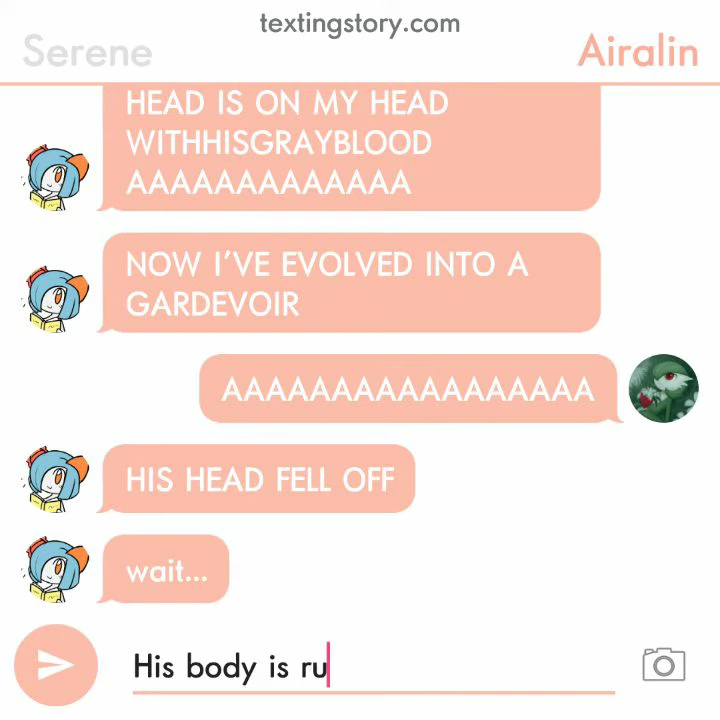 textingstory.com
Serene
Airalin
HEAD IS ON MY HEAD
WITHHISGRAYBLOOD
AAAAAAAAAAAAA
NOW I'VE EVOLVED INTO A
GARDEVOIR
AAAAAAAAAAAAAAAAA
HIS HEAD FELL OFF
wait...
His body is ru